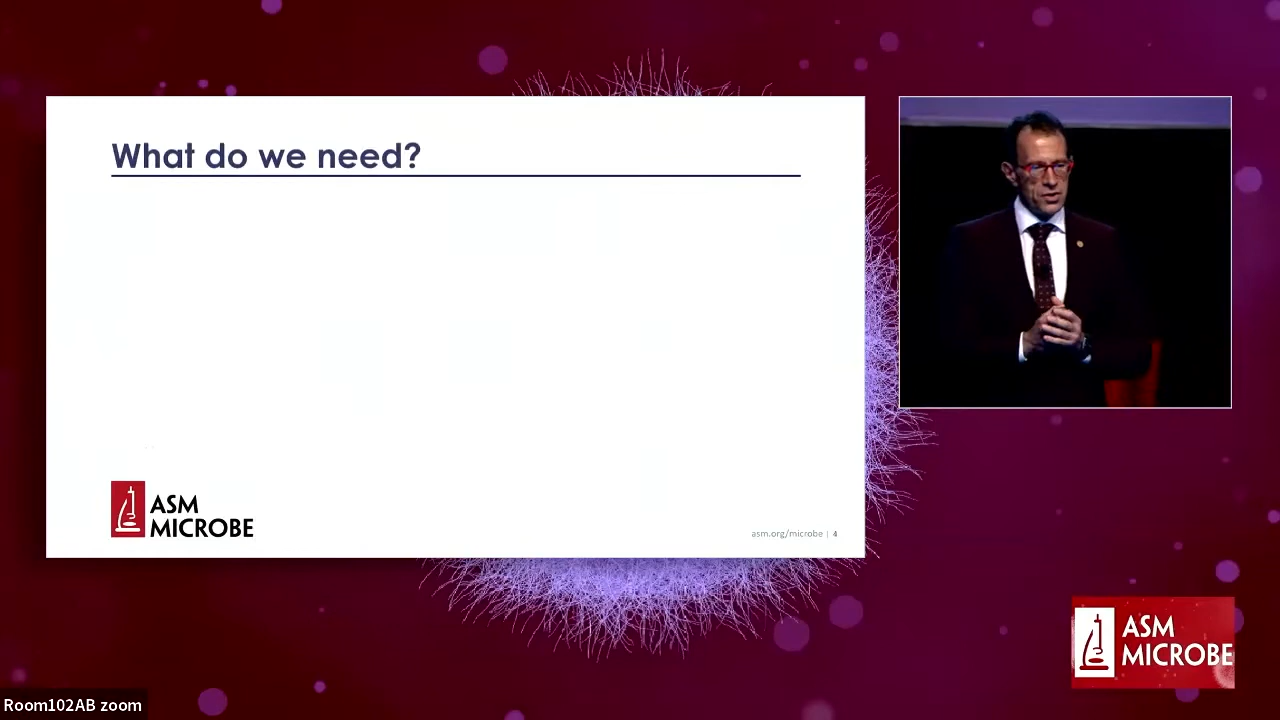 What do we need?
ASM
MICROBE
asm.org/microbe | 4
ASM
MICROBE
Room102AB zoom